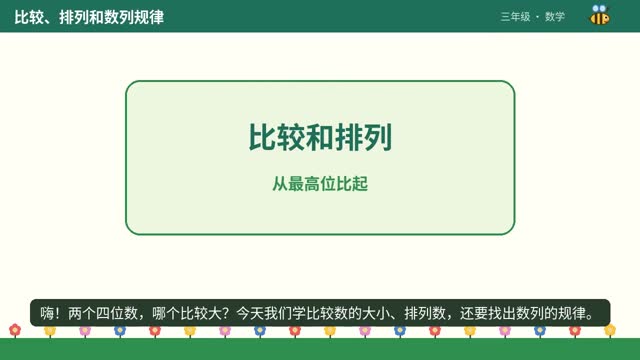 比较、排列和数列规律
三年级 · 数学
比较和排列
从最高位比起
嗨！两个四位数，哪个比较大？今天我们学比较数的大小、排列数，还要找出数列的规律。